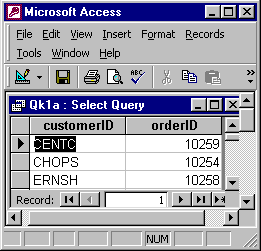 Microsoft Access
File Edit View Insert Format Records
Tools Window Help
ABC
Qk1a : Select Query
customerID orderID
CENTC 10259
CHOPS 10254
ERNSH 10258
Record: 1
NUM